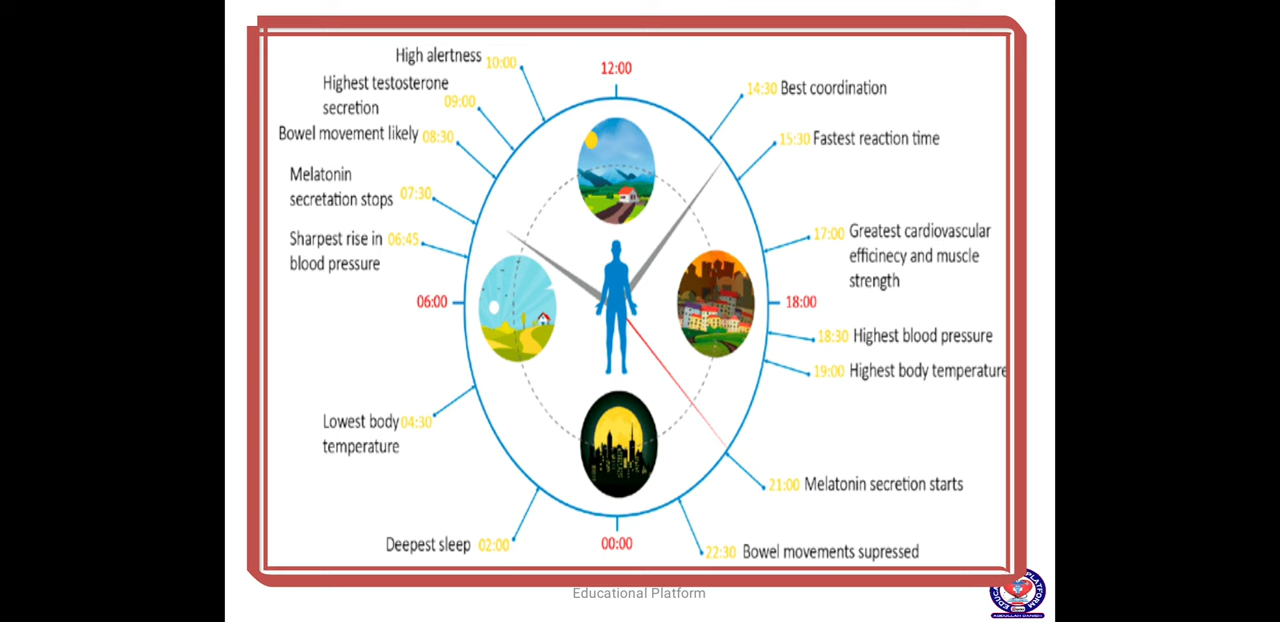 12:00
14:30 Best coordination
15:30 Fastest reaction time
17:00 Greatest cardiovascular
efficinecy and muscle
strength
18:00
18:30 Highest blood pressure
19:00 Highest body temperature
21:00 Melatonin secretion starts
22:30 Bowel movements supressed
00:00
Deepest sleep 02:00
Lowest body 04:30
temperature
06:00
Sharpest rise in 06:45
blood pressure
Melatonin
secretation stops 07:30
Bowel movement likely 08:30
Highest testosterone
secretion 09:00
High alertness 10:00
Educational Platform